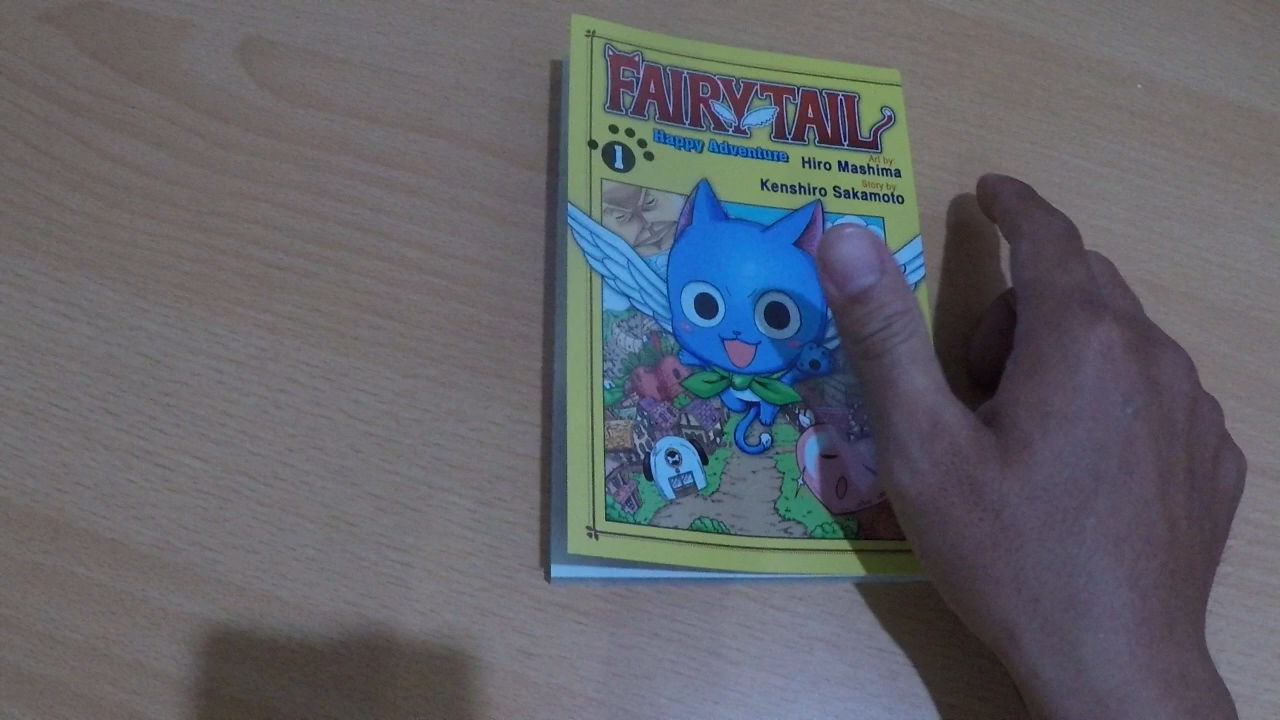 FAIRY TAIL
Happy Adventure
1
Art by
Hiro Mashima
Story by
Kenshiro Sakamoto